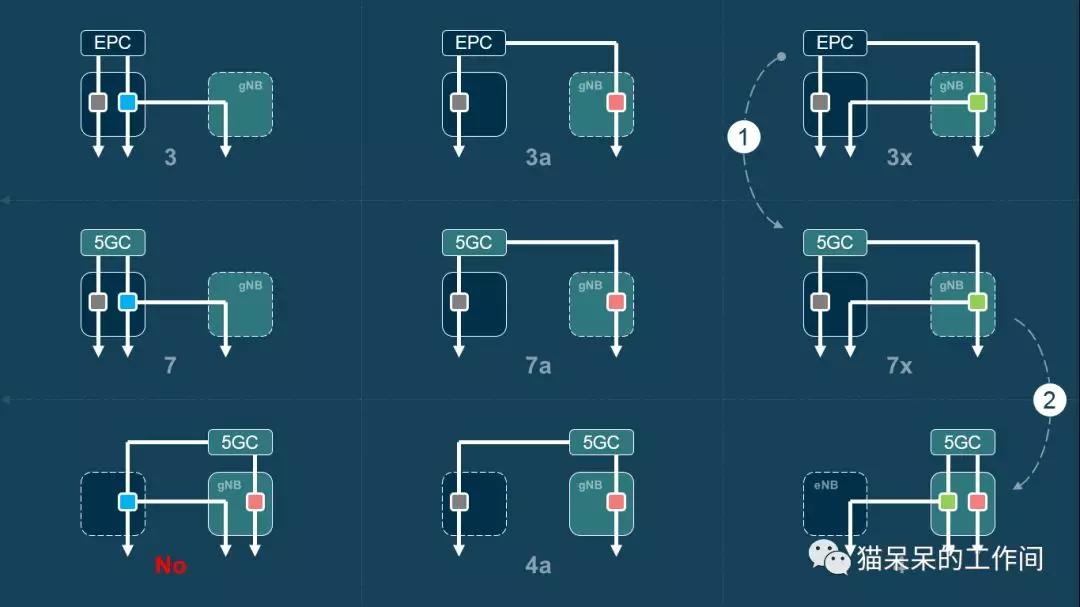 EPC
gNB
3
EPC
gNB
3a
EPC
gNB
3x
1
5GC
gNB
7
5GC
gNB
7a
5GC
gNB
7x
2
5GC
gNB
No
5GC
gNB
4a
5GC
eNB
猫呆呆的工作间